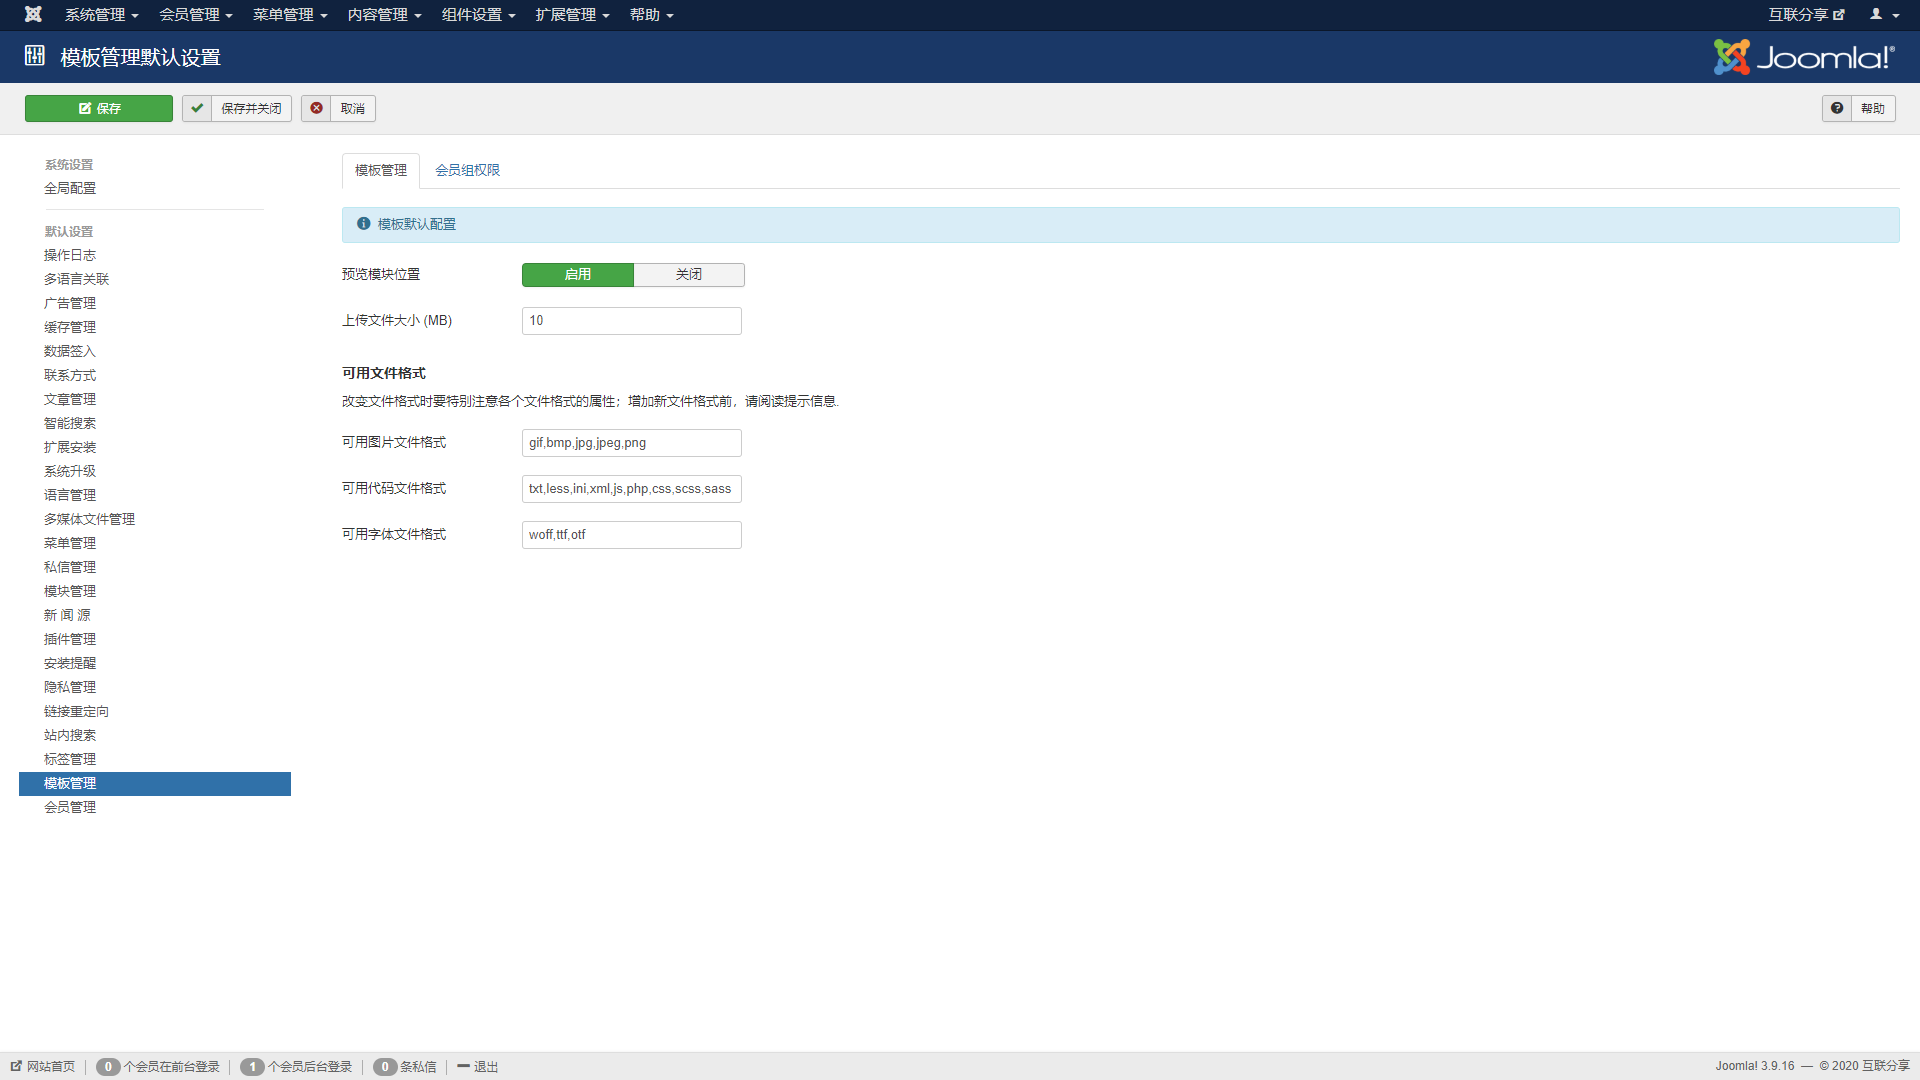 系统管理 会员管理 菜单管理 内容管理 组件设置 扩展管理 帮助 互联分享
模板管理默认设置 Joomla!®
保存 保存并关闭 取消 帮助
系统设置
全局配置
默认设置
操作日志
多语言关联
广告管理
缓存管理
数据签入
联系方式
文章管理
智能搜索
扩展安装
系统升级
语言管理
多媒体文件管理
菜单管理
私信管理
模块管理
新 闻 源
插件管理
安装提醒
隐私管理
链接重定向
站内搜索
标签管理
模板管理
会员管理
模板管理 会员组权限
模板默认配置
预览模块位置 启用 关闭
上传文件大小 (MB) 10
可用文件格式
改变文件格式时要特别注意各个文件格式的属性；增加新文件格式前，请阅读提示信息.
可用图片文件格式 gif,bmp,jpg,jpeg,png
可用代码文件格式 txt,less,ini,xml,js,php,css,scss,sass
可用字体文件格式 woff,ttf,otf
网站首页 0 个会员在前台登录 1 个会员后台登录 0 条私信 退出 Joomla! 3.9.16 — © 2020 互联分享